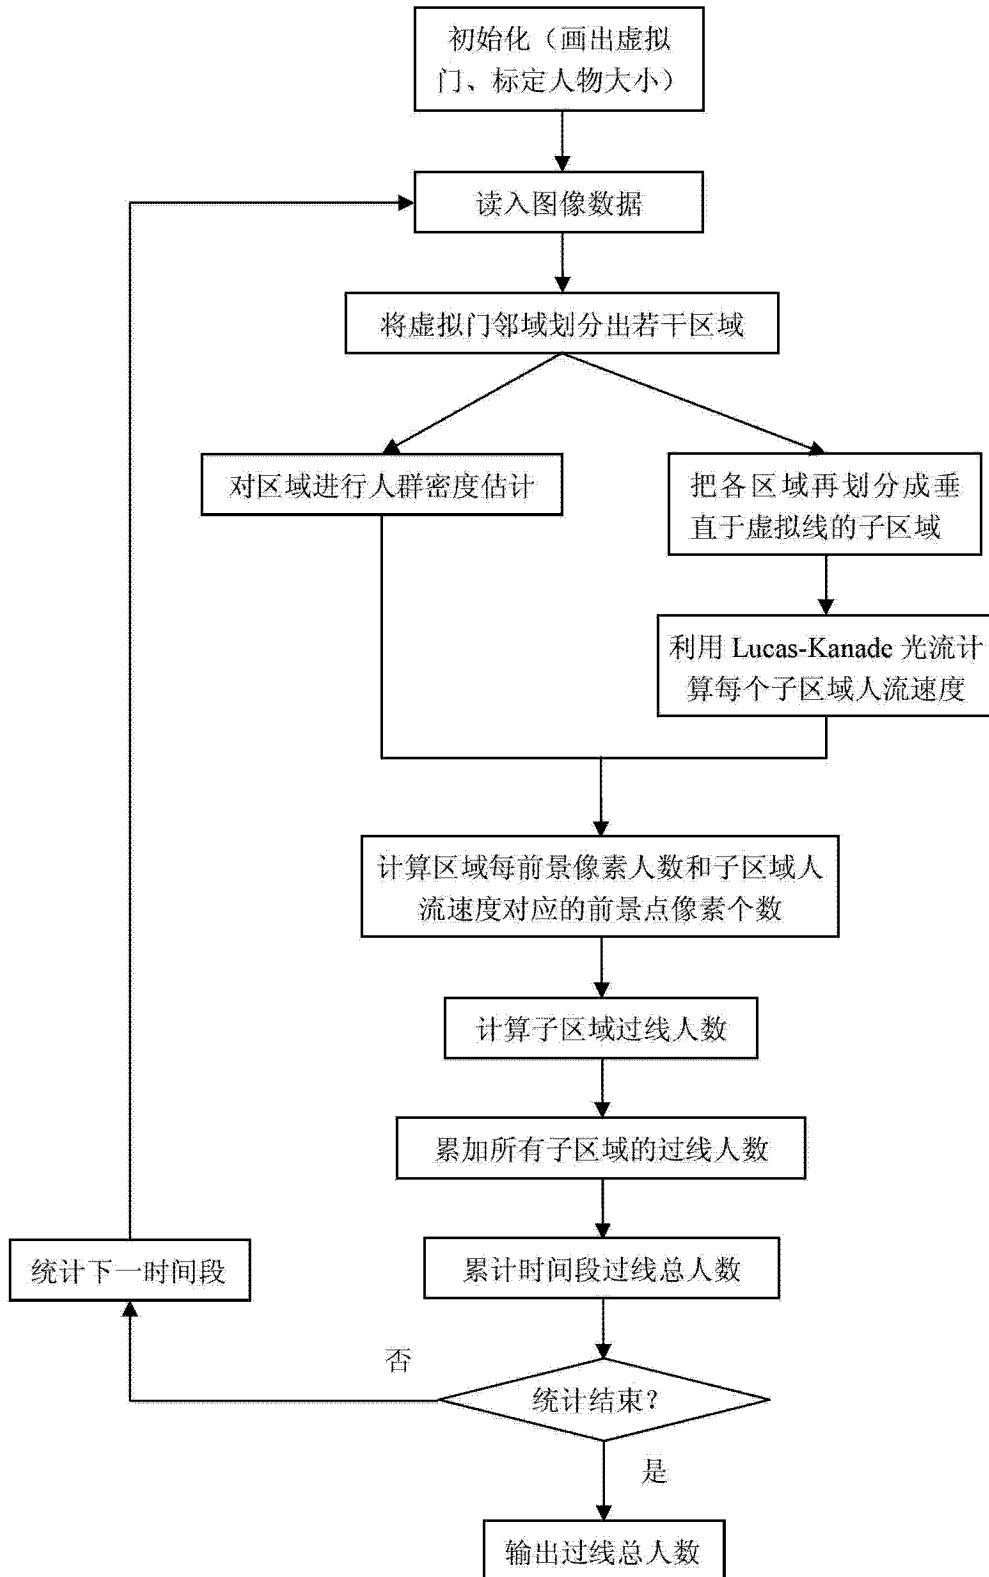 初始化（画出虚拟
门、标定人物大小）
读入图像数据
将虚拟门邻域划分出若干区域
对区域进行人群密度估计
把各区域再划分成垂
直于虚拟线的子区域
利用 Lucas-Kanade 光流计
算每个子区域人流速度
计算区域每前景像素人数和子区域人
流速度对应的前景点像素个数
计算子区域过线人数
累加所有子区域的过线人数
统计下一时间段
累计时间段过线总人数
否
统计结束？
是
输出过线总人数